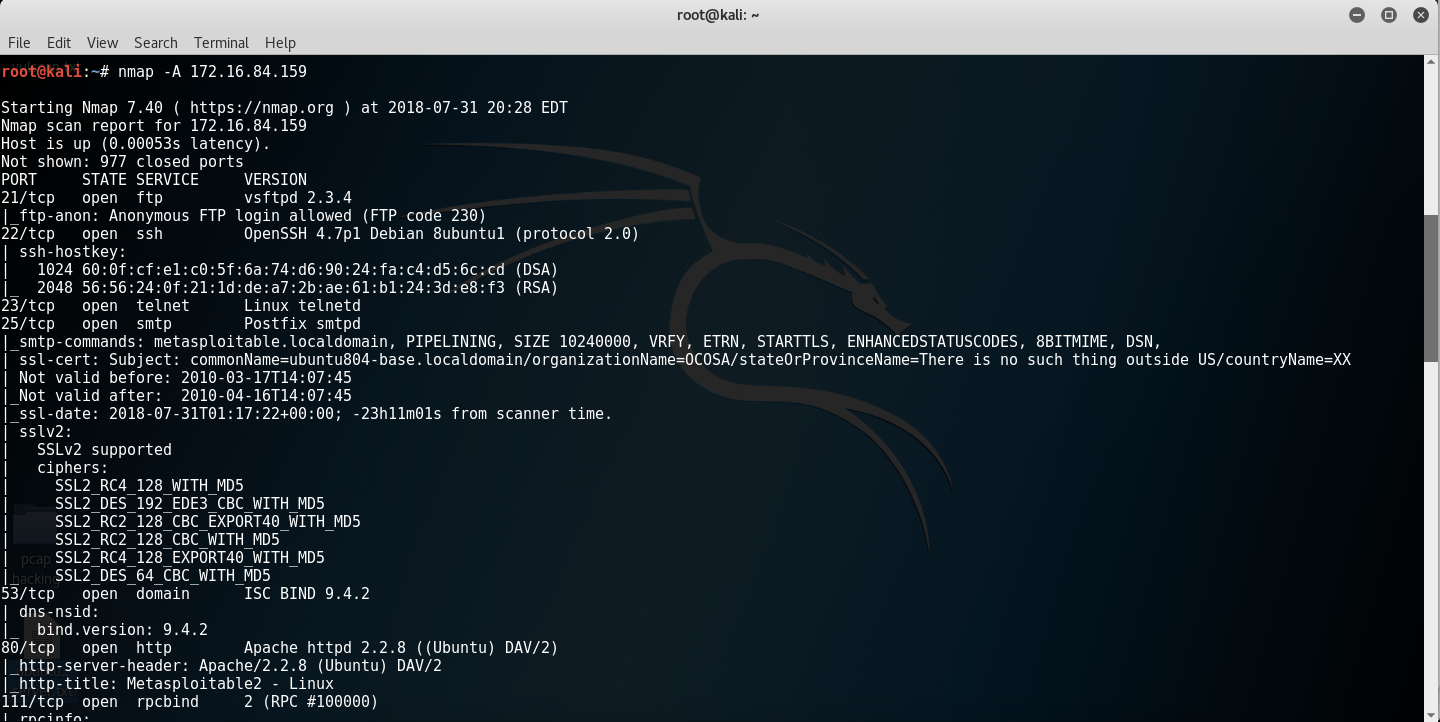 root@kali: ~
File Edit View Search Terminal Help
root@kali:~# nmap -A 172.16.84.159
Starting Nmap 7.40 ( https://nmap.org ) at 2018-07-31 20:28 EDT
Nmap scan report for 172.16.84.159
Host is up (0.00053s latency).
Not shown: 977 closed ports
PORT     STATE SERVICE     VERSION
21/tcp   open  ftp         vsftpd 2.3.4
|_ftp-anon: Anonymous FTP login allowed (FTP code 230)
22/tcp   open  ssh         OpenSSH 4.7p1 Debian 8ubuntu1 (protocol 2.0)
| ssh-hostkey:
|   1024 60:0f:cf:e1:c0:5f:6a:74:d6:90:24:fa:c4:d5:6c:cd (DSA)
|_  2048 56:56:24:0f:21:1d:de:a7:2b:ae:61:b1:24:3d:e8:f3 (RSA)
23/tcp   open  telnet      Linux telnetd
25/tcp   open  smtp        Postfix smtpd
|_smtp-commands: metasploitable.localdomain, PIPELINING, SIZE 10240000, VRFY, ETRN, STARTTLS, ENHANCEDSTATUSCODES, 8BITMIME, DSN,
| ssl-cert: Subject: commonName=ubuntu804-base.localdomain/organizationName=OCOSA/stateOrProvinceName=There is no such thing outside US/countryName=XX
| Not valid before: 2010-03-17T14:07:45
|_Not valid after:  2010-04-16T14:07:45
|_ssl-date: 2018-07-31T01:17:22+00:00; -23h11m01s from scanner time.
| sslv2:
|   SSLv2 supported
|   ciphers:
|     SSL2_RC4_128_WITH_MD5
|     SSL2_DES_192_EDE3_CBC_WITH_MD5
|     SSL2_RC2_128_CBC_EXPORT40_WITH_MD5
|     SSL2_RC2_128_CBC_WITH_MD5
|     SSL2_RC4_128_EXPORT40_WITH_MD5
|_    SSL2_DES_64_CBC_WITH_MD5
53/tcp   open  domain      ISC BIND 9.4.2
| dns-nsid:
|_  bind.version: 9.4.2
80/tcp   open  http        Apache httpd 2.2.8 ((Ubuntu) DAV/2)
|_http-server-header: Apache/2.2.8 (Ubuntu) DAV/2
|_http-title: Metasploitable2 - Linux
111/tcp  open  rpcbind     2 (RPC #100000)
| rpcinfo:
pcap
hacking